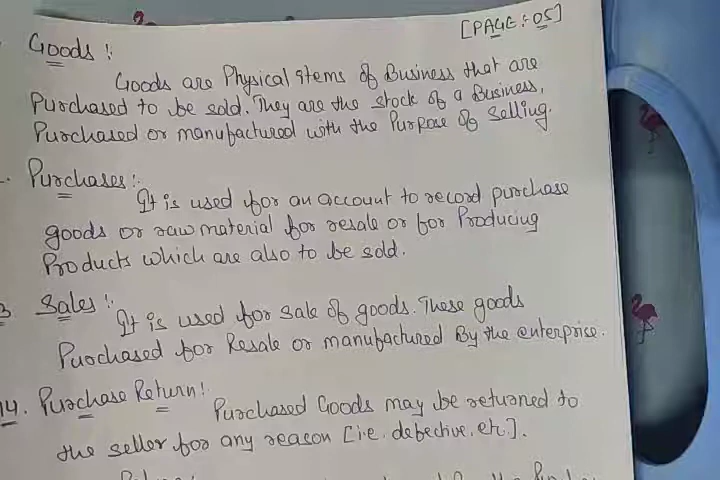 [PAGE:-05]
Goods :-
Goods are Physical items of Business that are
Purchased to be sold. They are the stock of a Business,
Purchased or manufactured with the Purpose of Selling.
Purchases :-
It is used for an account to record purchase
goods or raw material for resale or for Producing
Products which are also to be sold.
3 Sales :-
It is used for sale of goods. These goods
Purchased for Resale or manufactured By the enterprise.
14. Purchase Return :-
Purchased Goods may be returned to
the seller for any reason [i.e. defective, etc.].